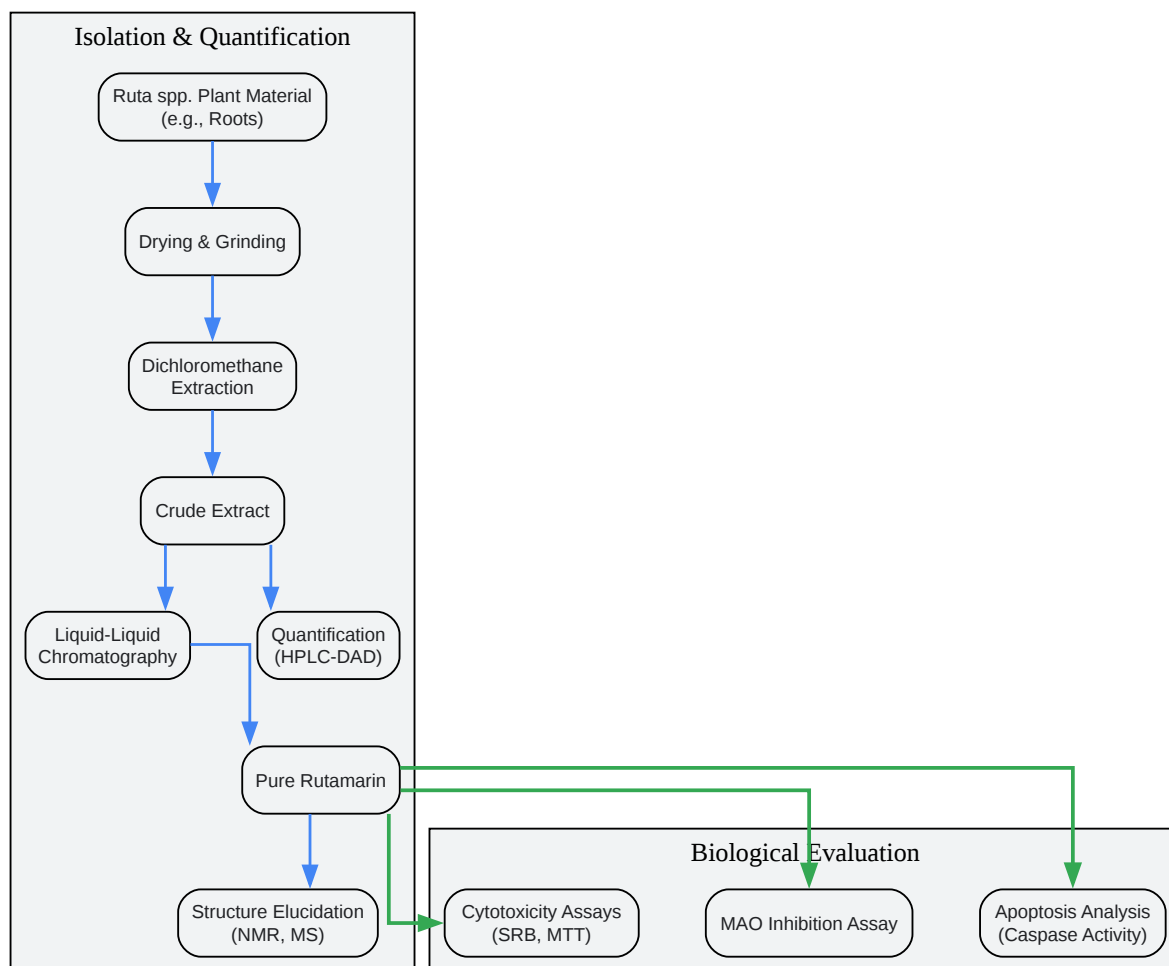 Isolation & Quantification
Ruta spp. Plant Material
(e.g., Roots)
Drying & Grinding
Dichloromethane
Extraction
Crude Extract
Liquid-Liquid
Chromatography
Quantification
(HPLC-DAD)
Pure Rutamarin
Structure Elucidation
(NMR, MS)
Biological Evaluation
Cytotoxicity Assays
(SRB, MTT)
MAO Inhibition Assay
Apoptosis Analysis
(Caspase Activity)